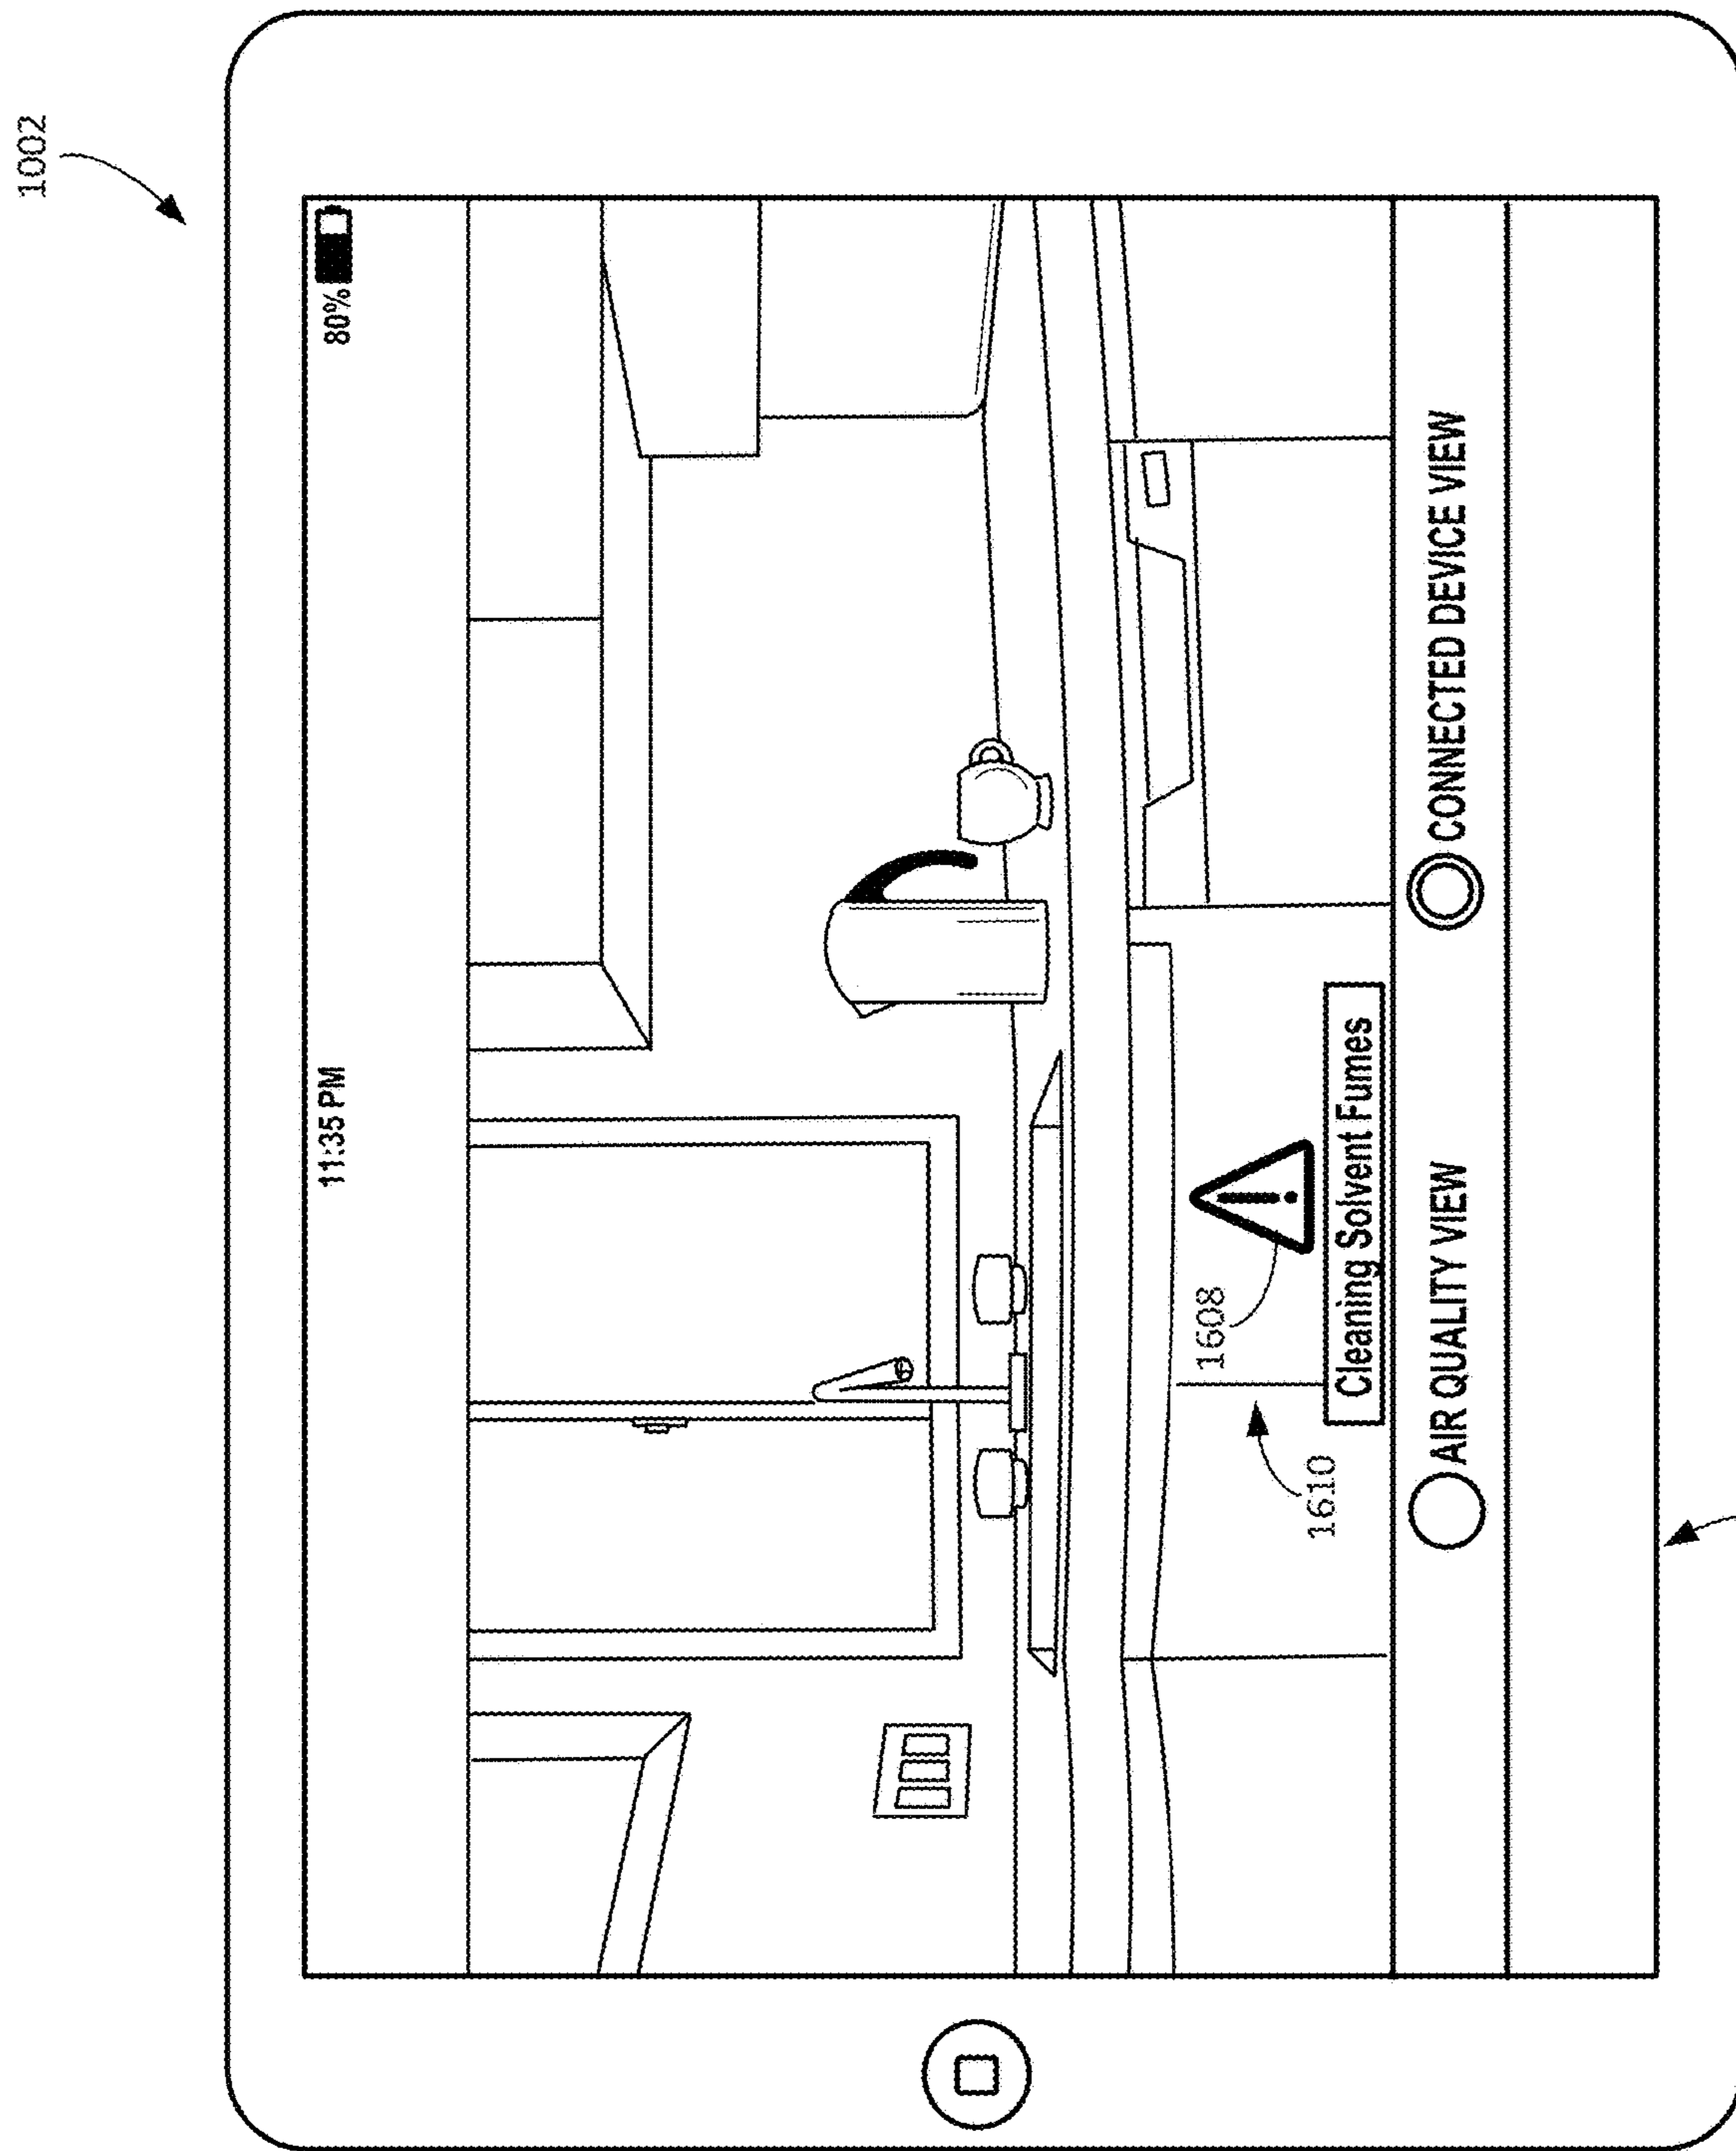 1002
11:35 PM
80%
1608
1610
Cleaning Solvent Fumes
AIR QUALITY VIEW
CONNECTED DEVICE VIEW